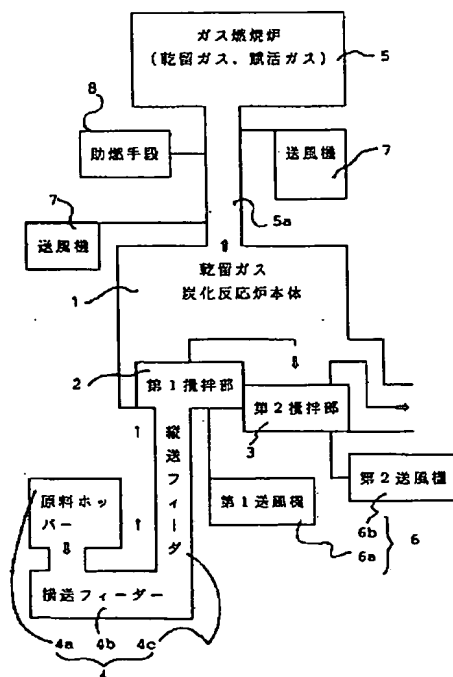 ガス燃焼炉
(乾留ガス、賦活ガス)
5
8
助燃手段
送風機
7
7
送風機
5a
乾留ガス
炭化反応炉本体
1
2
第1攪拌部
第2攪拌部
3
縦送フィーダ
原料ホッ
パー
第1送風機
第2送風機
6b
6a
6
横送フィーダー
4a 4b 4c
4